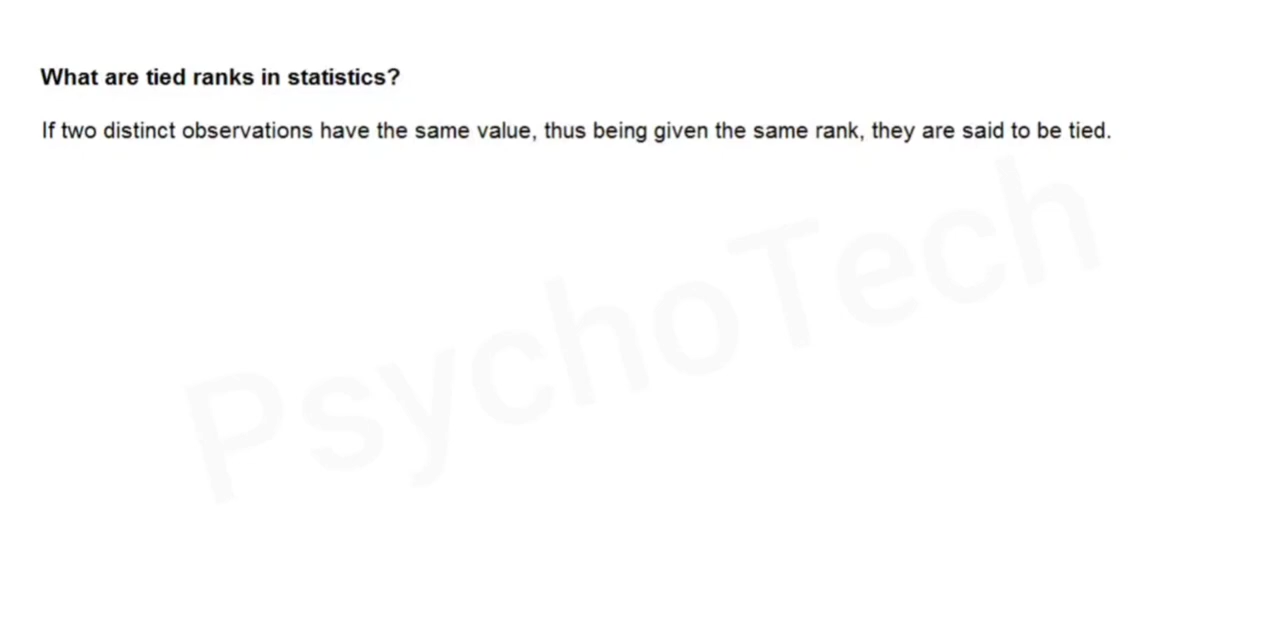 What are tied ranks in statistics?
If two distinct observations have the same value, thus being given the same rank, they are said to be tied.
PsychoTech